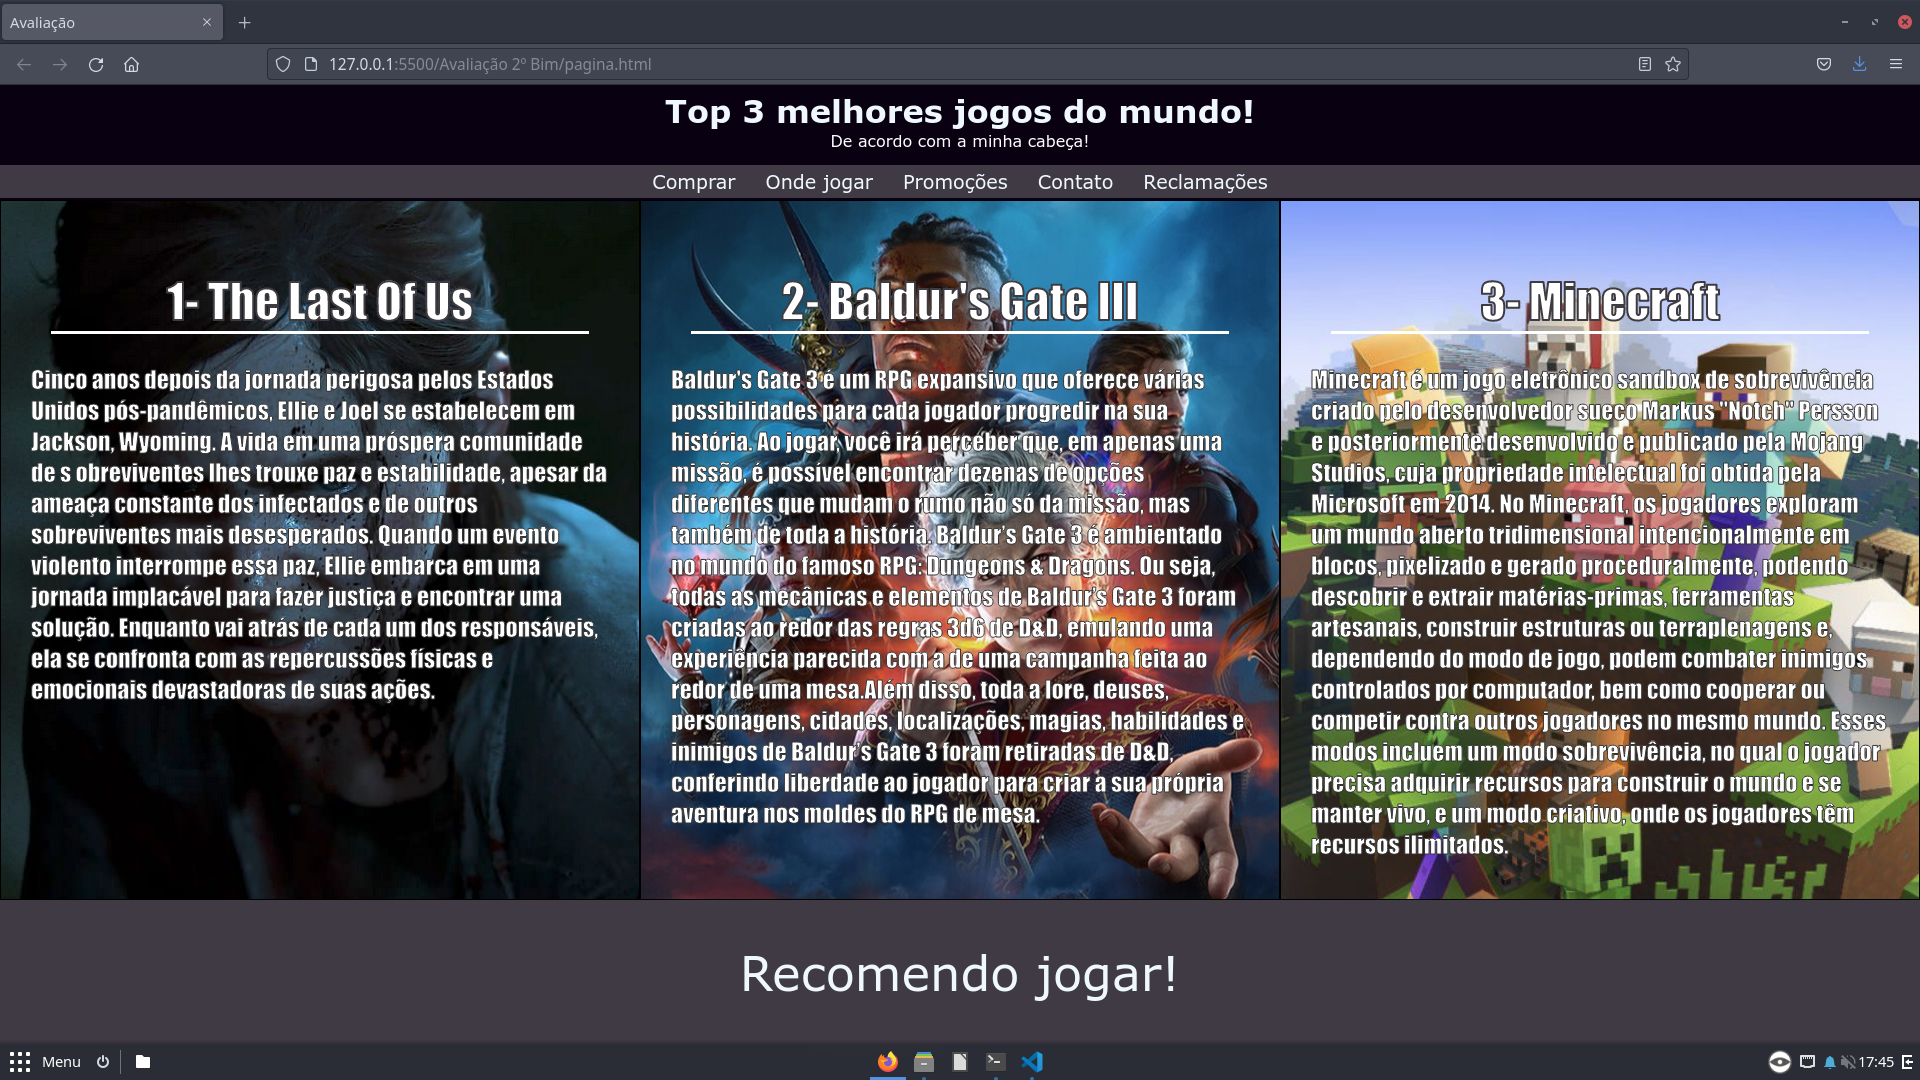 Avaliação
127.0.0.1:5500/Avaliação 2º Bim/pagina.html
Top 3 melhores jogos do mundo!
De acordo com a minha cabeça!
Comprar Onde jogar Promoções Contato Reclamações
1- The Last Of Us
Cinco anos depois da jornada perigosa pelos Estados
Unidos pós-pandêmicos, Ellie e Joel se estabelecem em
Jackson, Wyoming. A vida em uma próspera comunidade
de s obreviventes lhes trouxe paz e estabilidade, apesar da
ameaça constante dos infectados e de outros
sobreviventes mais desesperados. Quando um evento
violento interrompe essa paz, Ellie embarca em uma
jornada implacável para fazer justiça e encontrar uma
solução. Enquanto vai atrás de cada um dos responsáveis,
ela se confronta com as repercussões físicas e
emocionais devastadoras de suas ações.
2- Baldur's Gate III
Baldur's Gate 3 é um RPG expansivo que oferece várias
possibilidades para cada jogador progredir na sua
história. Ao jogar, você irá perceber que, em apenas uma
missão, é possível encontrar dezenas de opções
diferentes que mudam o rumo não só da missão, mas
também de toda a história. Baldur’s Gate 3 é ambientado
no mundo do famoso RPG: Dungeons & Dragons. Ou seja,
todas as mecânicas e elementos de Baldur’s Gate 3 foram
criadas ao redor das regras 3d6 de D&D, emulando uma
experiência parecida com a de uma campanha feita ao
redor de uma mesa.Além disso, toda a lore, deuses,
personagens, cidades, localizações, magias, habilidades e
inimigos de Baldur’s Gate 3 foram retiradas de D&D,
conferindo liberdade ao jogador para criar a sua própria
aventura nos moldes do RPG de mesa.
3- Minecraft
Minecraft é um jogo eletrônico sandbox de sobrevivência
criado pelo desenvolvedor sueco Markus "Notch" Persson
e posteriormente desenvolvido e publicado pela Mojang
Studios, cuja propriedade intelectual foi obtida pela
Microsoft em 2014. No Minecraft, os jogadores exploram
um mundo aberto tridimensional intencionalmente em
blocos, pixelizado e gerado proceduralmente, podendo
descobrir e extrair matérias-primas, ferramentas
artesanais, construir estruturas ou terraplenagens e,
dependendo do modo de jogo, podem combater inimigos
controlados por computador, bem como cooperar ou
competir contra outros jogadores no mesmo mundo. Esses
modos incluem um modo sobrevivência, no qual o jogador
precisa adquirir recursos para construir o mundo e se
manter vivo, e um modo criativo, onde os jogadores têm
recursos ilimitados.
Recomendo jogar!
Menu
17:45